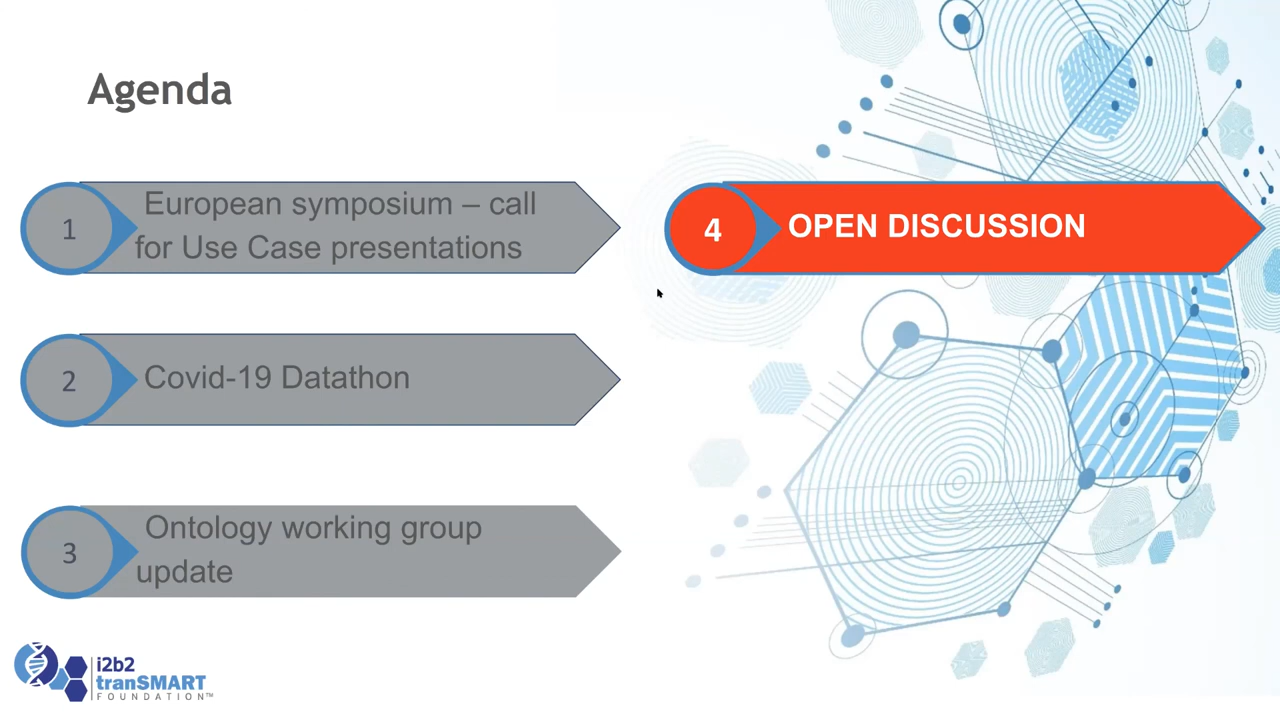 Agenda
1
European symposium – call
for Use Case presentations
2
Covid-19 Datathon
3
Ontology working group
update
4
OPEN DISCUSSION
i2b2
tranSMART
FOUNDATION™